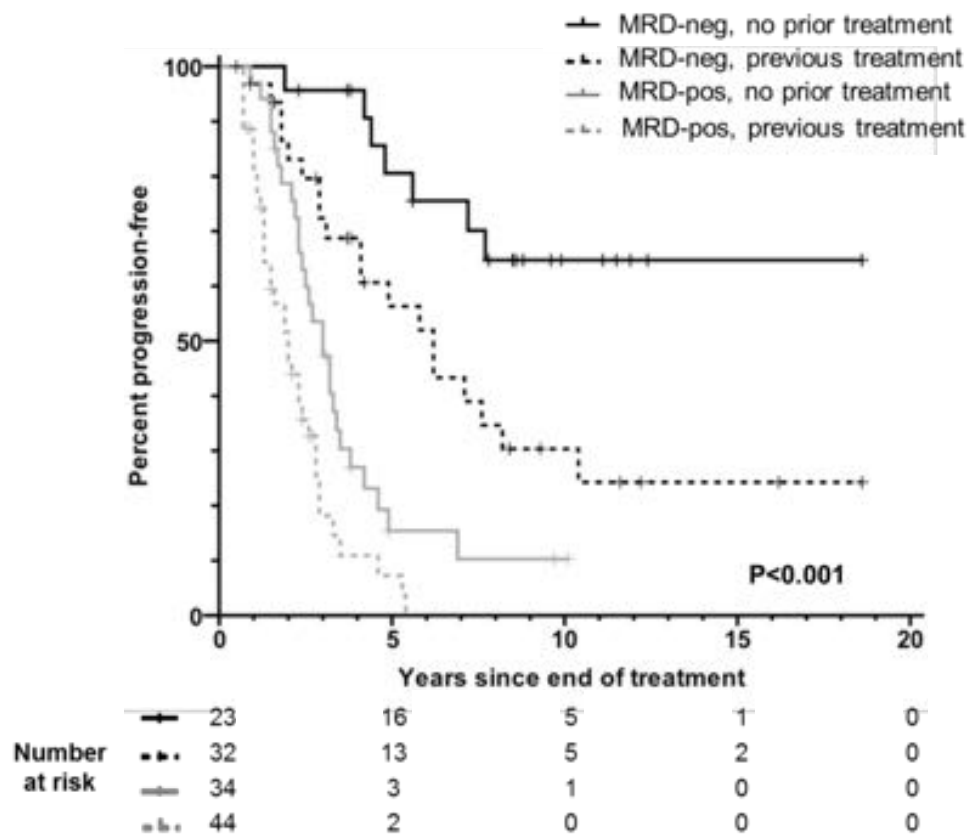 MRD-neg, no prior treatment
MRD-neg, previous treatment
MRD-pos, no prior treatment
MRD-pos, previous treatment
100
50
0
Percent progression-free
P<0.001
0 5 10 15 20
Years since end of treatment
Number at risk
23 16 5 1 0
32 13 5 2 0
34 3 1 0 0
44 2 0 0 0